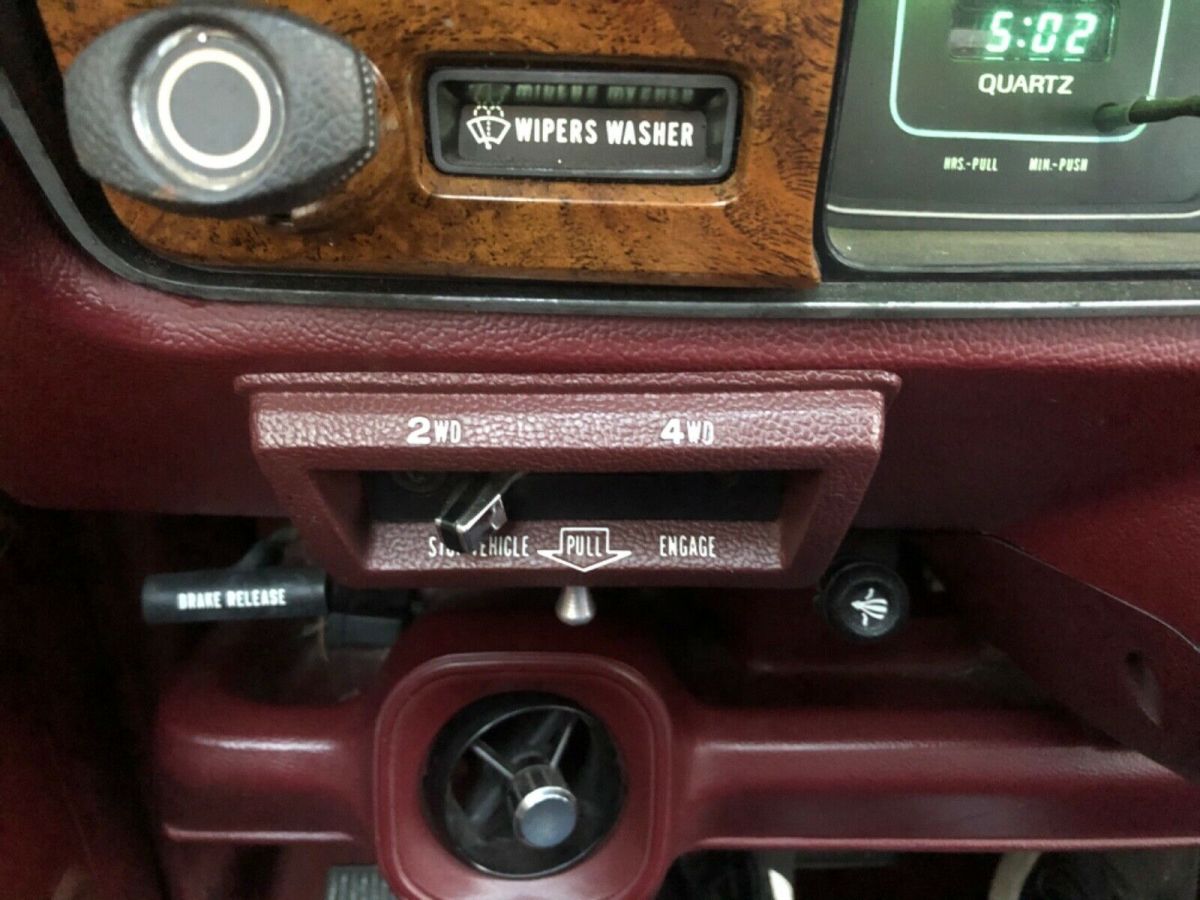 5:02
QUARTZ
WIPERS WASHER
HRS.-PULL MIN.-PUSH
2WD 4WD
VEHICLE PULL ENGAGE
BRAKE RELEASE